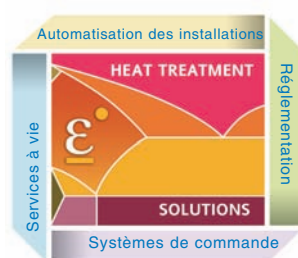 Automatisation des installations
HEAT TREATMENT
Réglementation
Services à vie
ε
SOLUTIONS
Systèmes de commande